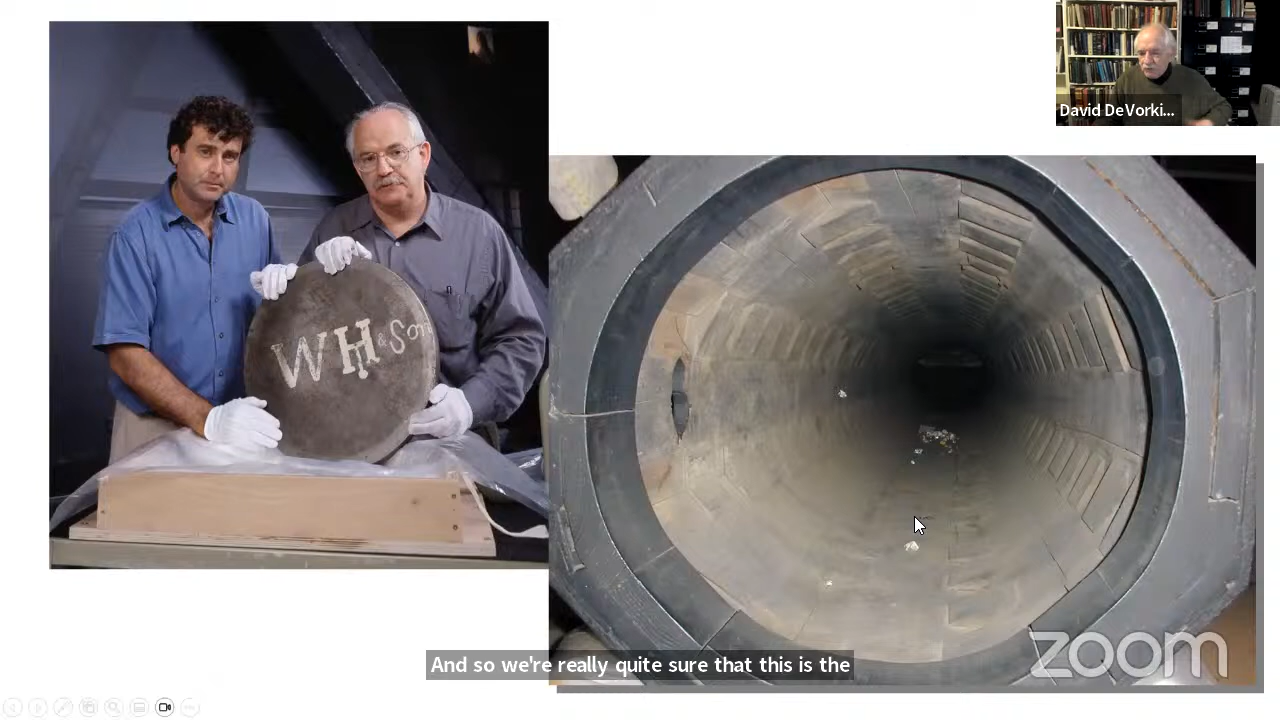 David DeVorki...
WH & Son
And so we're really quite sure that this is the
zoom